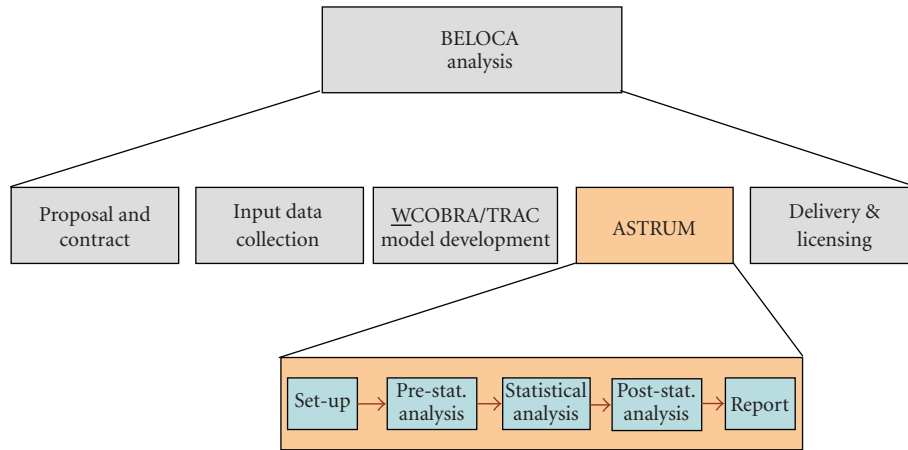 BELOCA
analysis
Proposal and
contract
Input data
collection
WCOBRA/TRAC
model development
ASTRUM
Delivery &
licensing
Set-up
Pre-stat.
analysis
Statistical
analysis
Post-stat.
analysis
Report